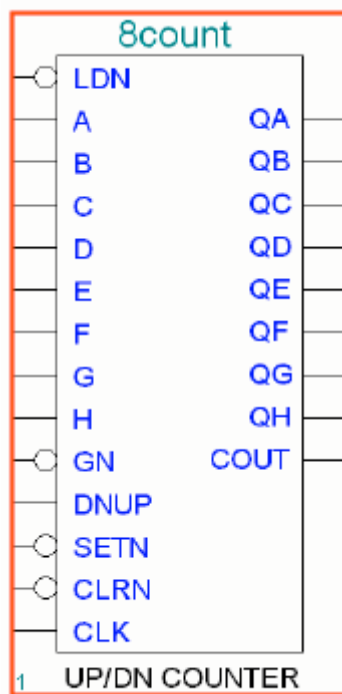 8count
LDN
A QA
B QB
C QC
D QD
E QE
F QF
G QG
H QH
GN COUT
DNUP
SETN
CLRN
CLK
1 UP/DN COUNTER